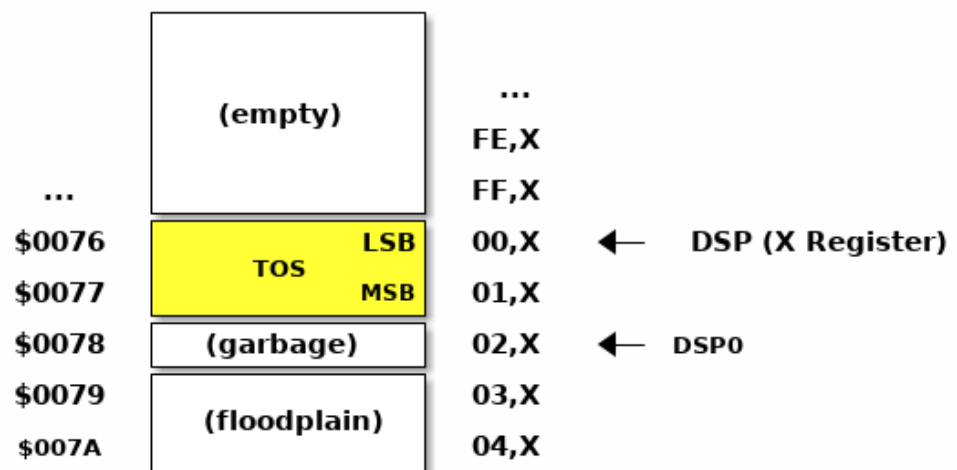 ...
(empty)
FE,X
... FF,X
$0076 LSB 00,X DSP (X Register)
TOS
$0077 MSB 01,X
$0078 (garbage) 02,X DSP0
$0079 03,X
(floodplain)
$007A 04,X